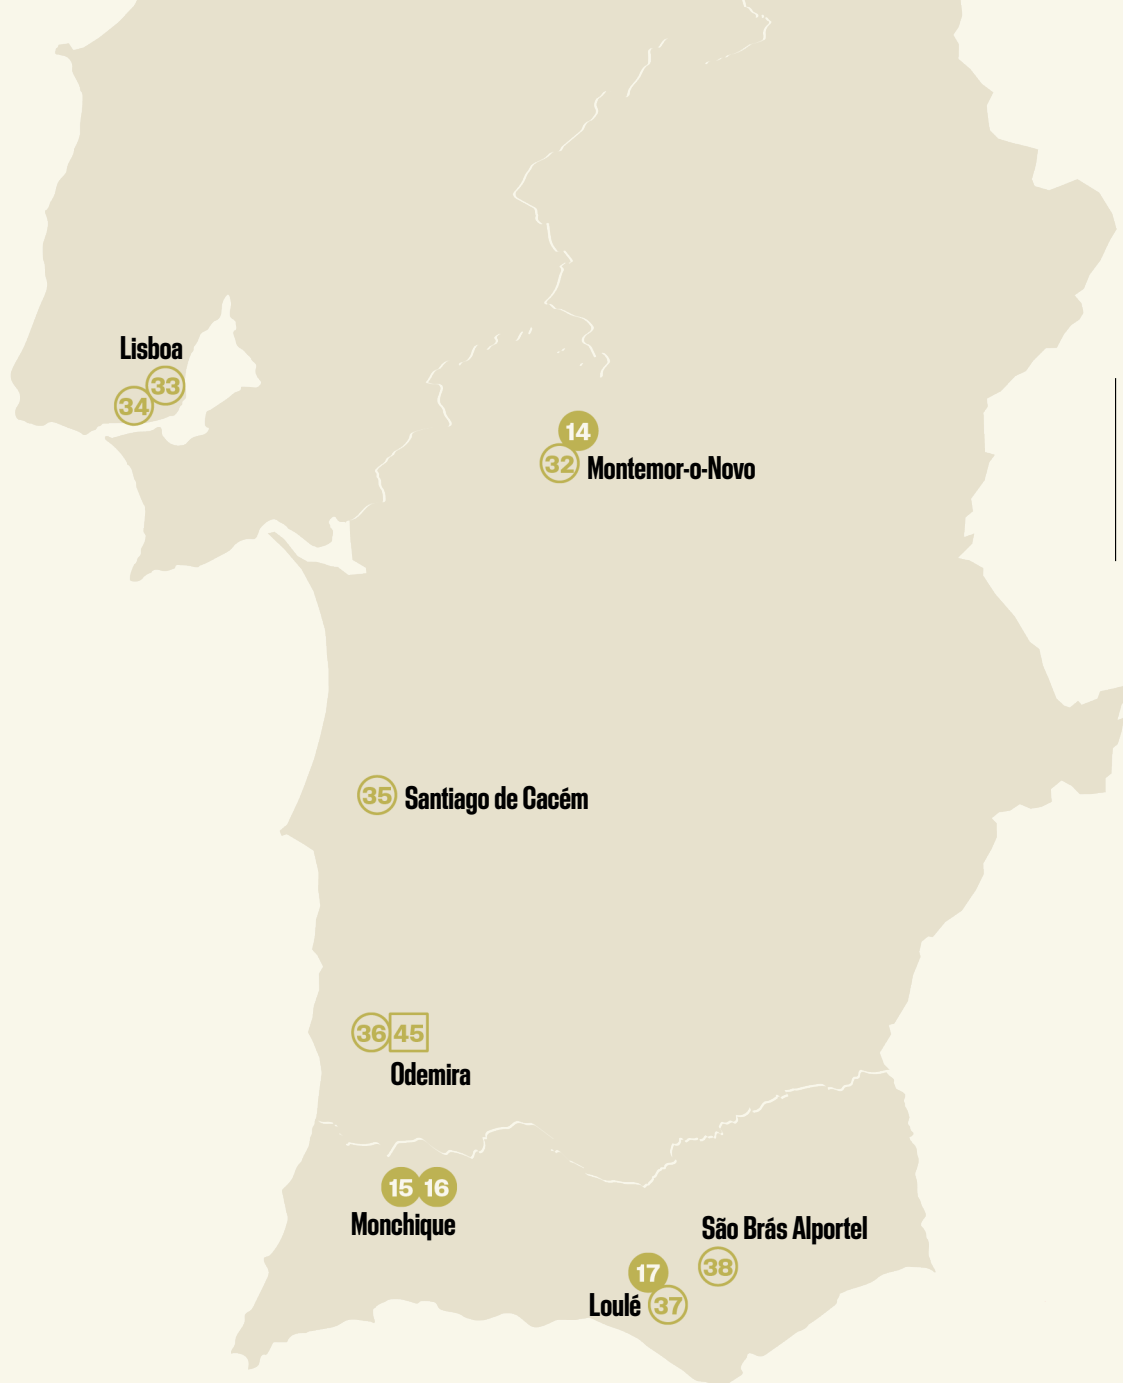 Lisboa
33
34
14
32 Montemor-o-Novo
35 Santiago de Cacém
36 45
Odemira
15 16
Monchique
São Brás Alportel
38
17
Loulé 37